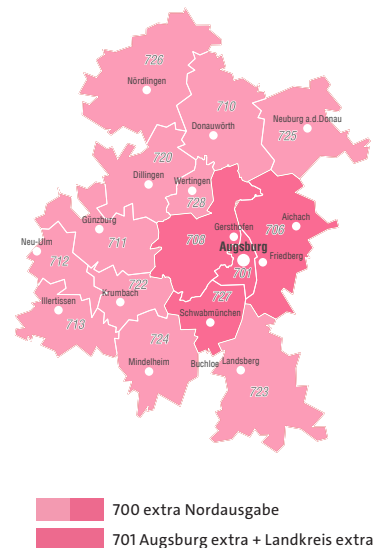 726
Nördlingen
710
Donauwörth
Neuburg a.d.Donau
725
720
Dillingen
Wertingen
728
Günzburg
711
Neu-Ulm
712
700
Gersthofen
Augsburg
701
706
Aichach
Friedberg
722
Krumbach
Illertissen
713
727
Schwabmünchen
724
Mindelheim
Buchloe
Landsberg
723
700 extra Nordausgabe
701 Augsburg extra + Landkreis extra